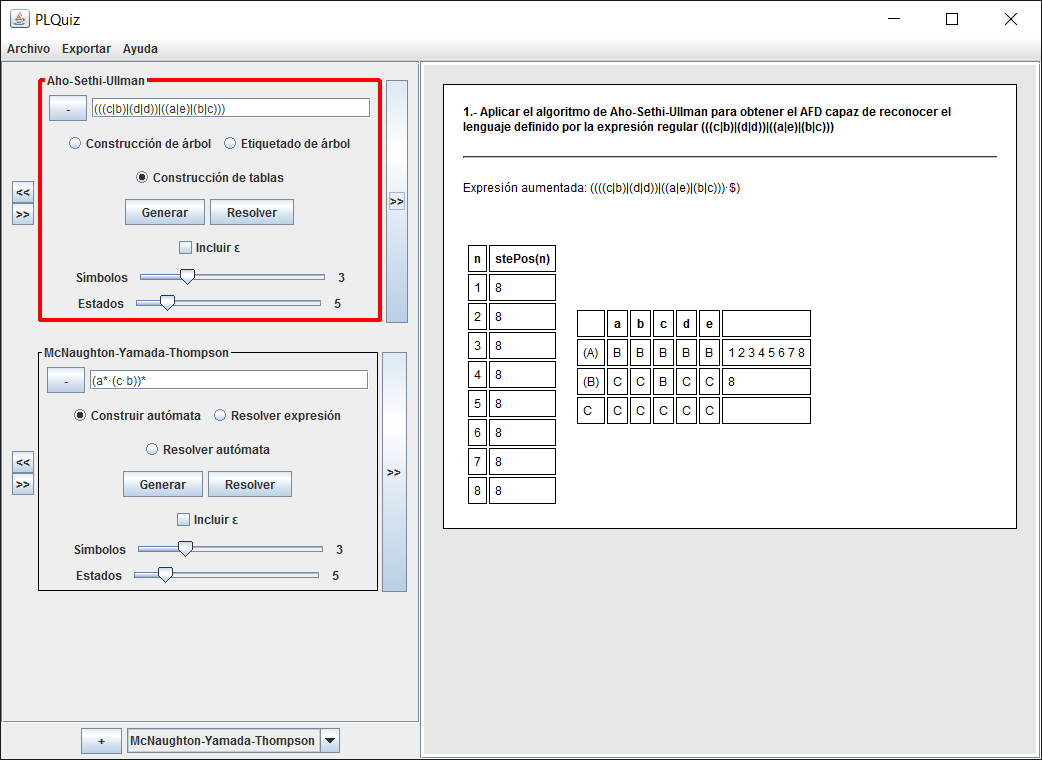 PLQuiz
Archivo Exportar Ayuda
Aho-Sethi-Ullman
- (((c|b)|(d|d))|((a|e)|(b|c)))
Construcción de árbol Etiquetado de árbol
Construcción de tablas
Generar Resolver
Incluir ε
Símbolos 3
Estados 5
<<
>>
>>
McNaughton-Yamada-Thompson
- (a*·(c·b))*
Construir autómata Resolver expresión
Resolver autómata
Generar Resolver
Incluir ε
Símbolos 3
Estados 5
<<
>>
>>
+ McNaughton-Yamada-Thompson
1.- Aplicar el algoritmo de Aho-Sethi-Ullman para obtener el AFD capaz de reconocer el
lenguaje definido por la expresión regular (((c|b)|(d|d))|((a|e)|(b|c)))
Expresión aumentada: ((((c|b)|(d|d))|((a|e)|(b|c)))·$)
n stePos(n)
1 8
2 8
3 8
4 8
5 8
6 8
7 8
8 8
a b c d e
(A) B B B B B 1 2 3 4 5 6 7 8
(B) C C B C C 8
C C C C C C